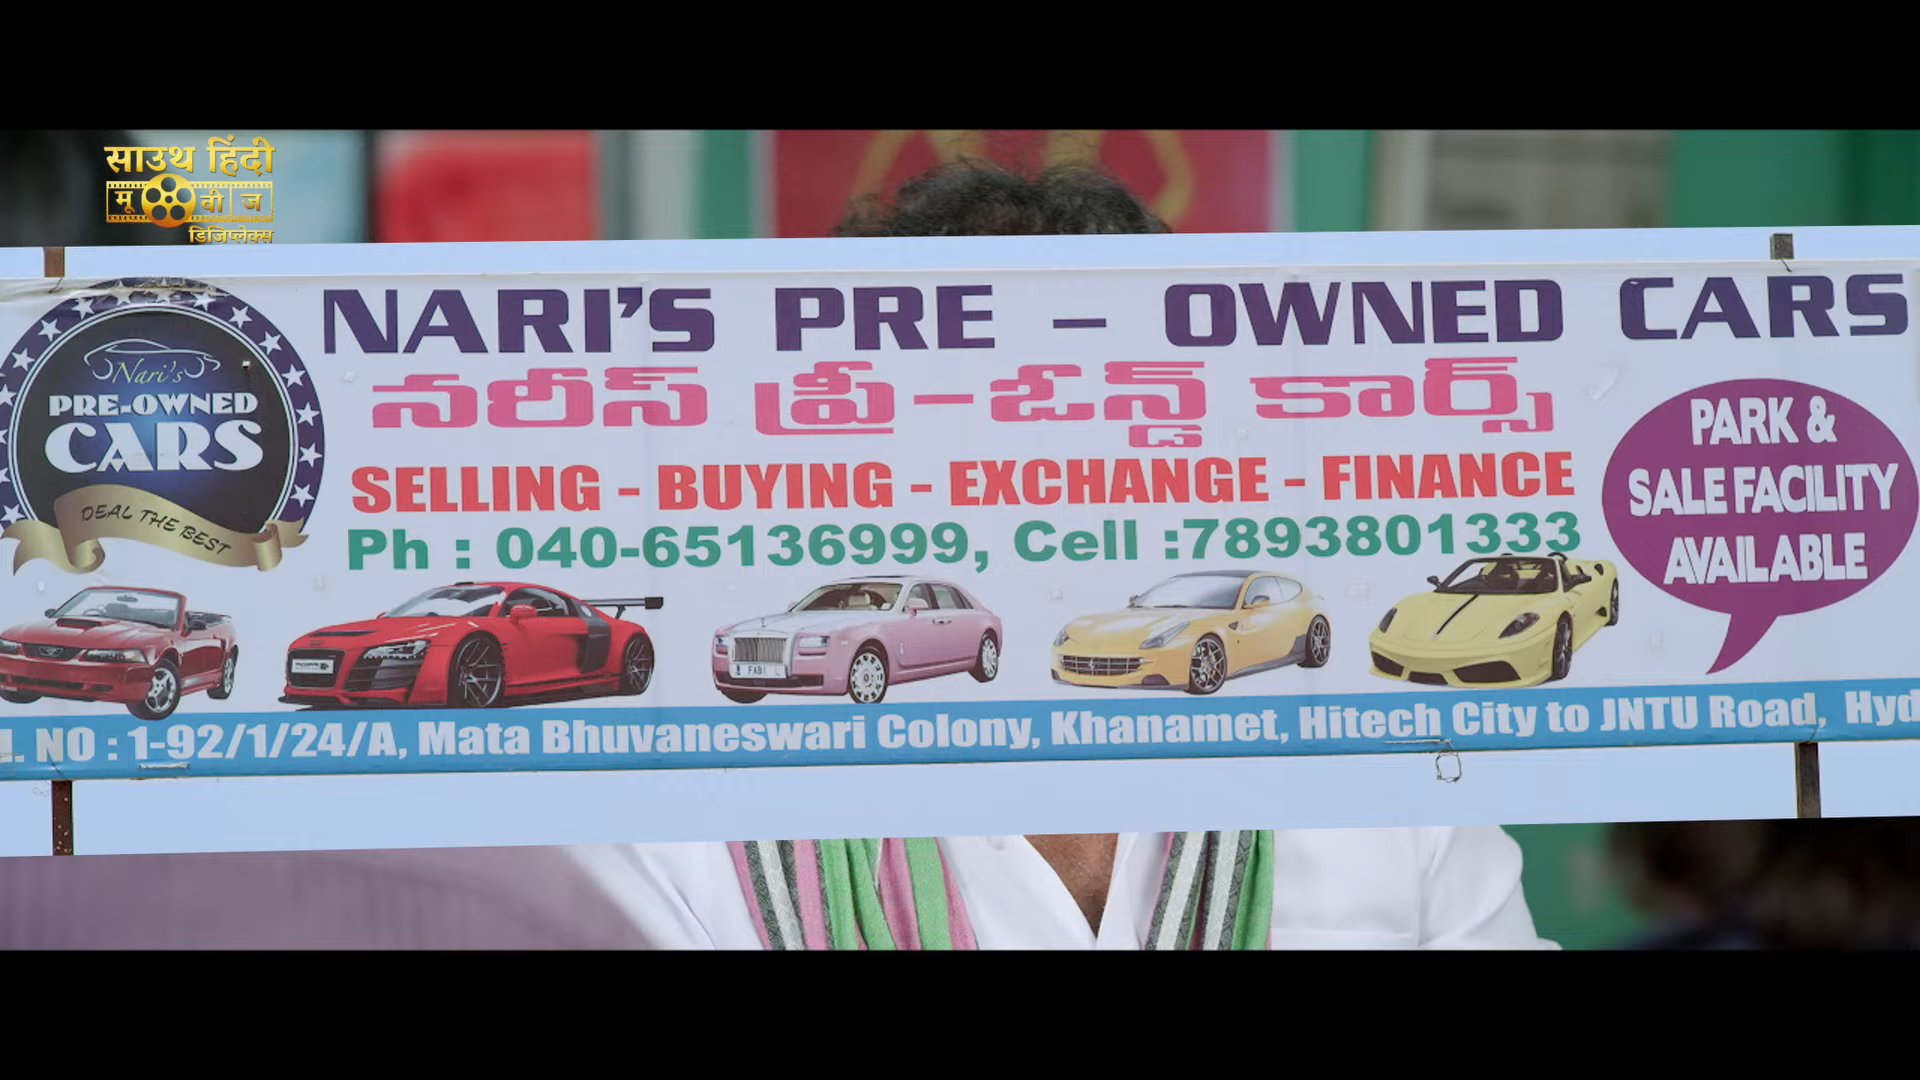 साउथ हिंदी
मूवीज
डिजिप्लेक्स
NARI'S PRE – OWNED CARS
నరీస్ ప్రీ-ఓన్డ్ కార్స్
Nari's
PRE-OWNED
CARS
DEAL THE BEST
SELLING - BUYING - EXCHANGE - FINANCE
Ph : 040-65136999, Cell :7893801333
PARK &
SALE FACILITY
AVAILABLE
FAB1
NO : 1-92/1/24/A, Mata Bhuvaneswari Colony, Khanamet, Hitech City to JNTU Road, Hyd